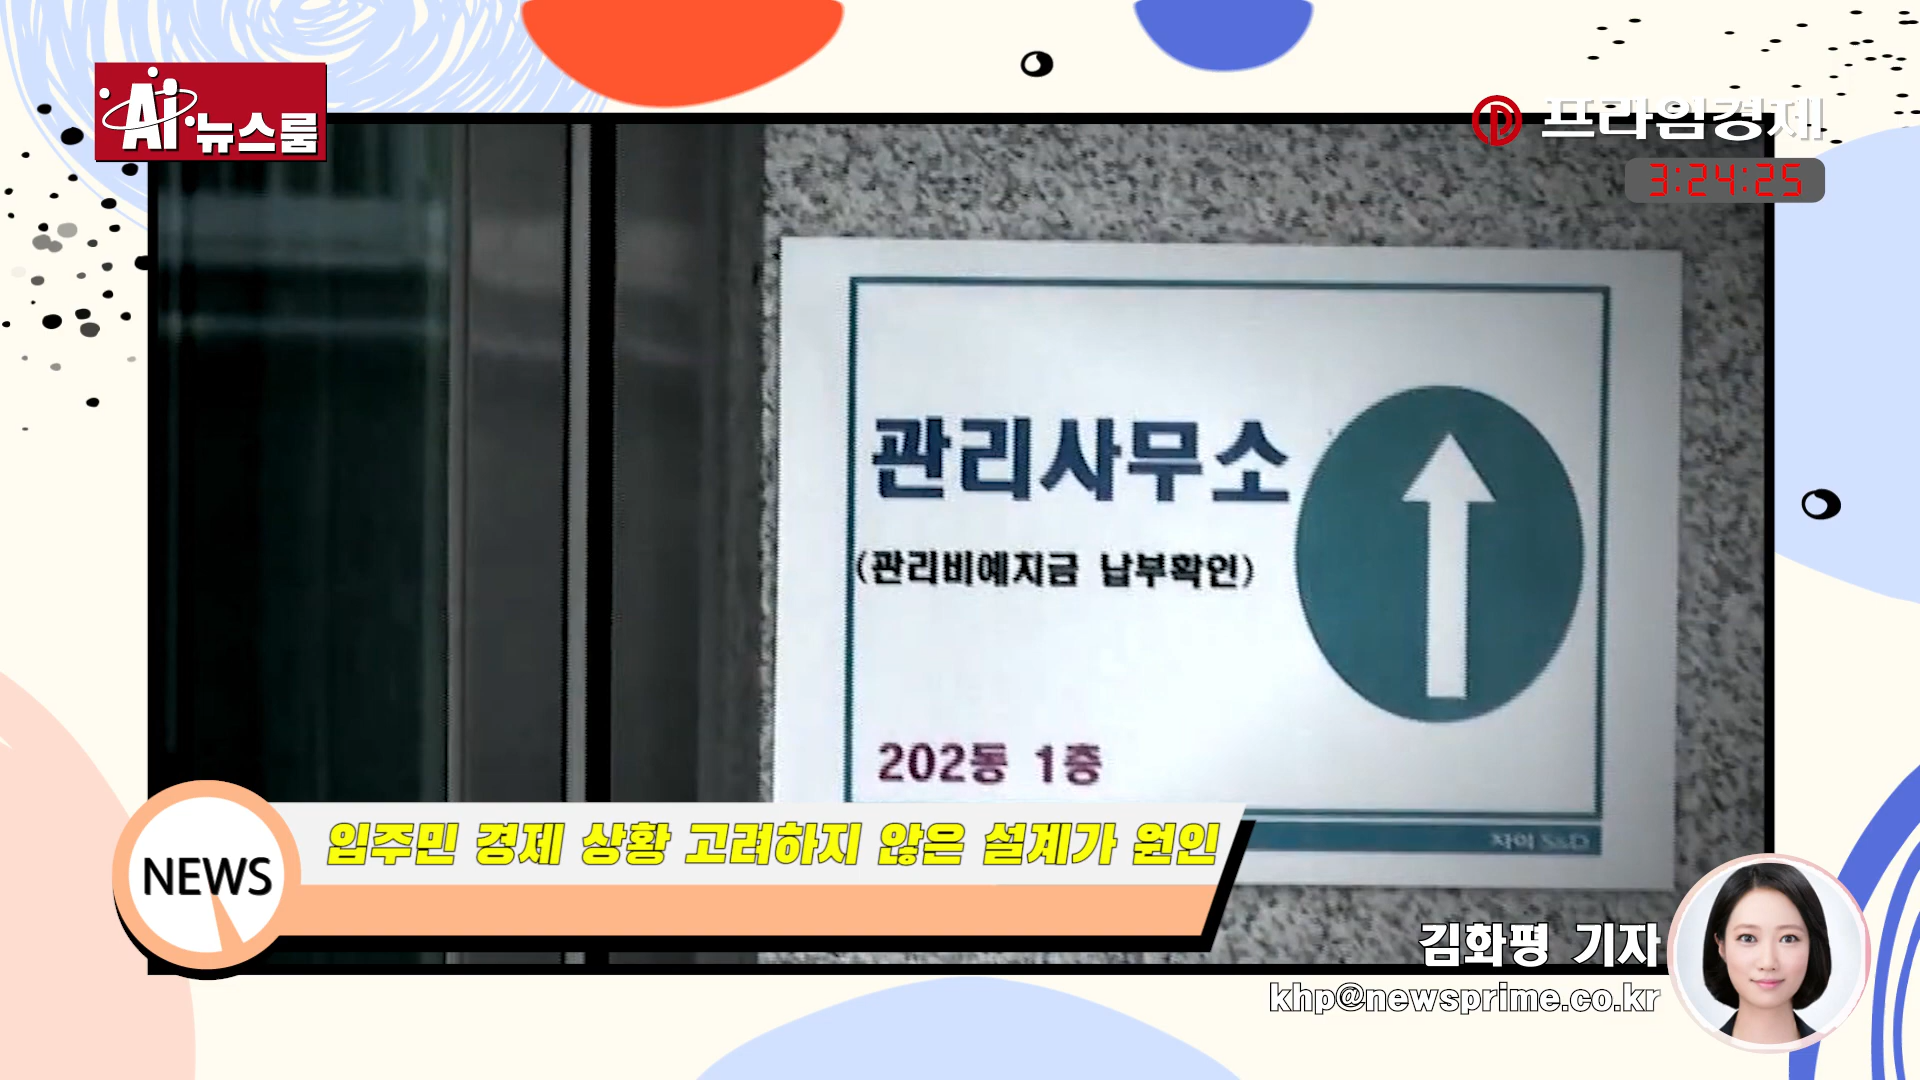 Ai 뉴스룸
프라임경제
3:24:25
관리사무소
(관리비예치금 납부확인)
202동 1층
자이 S&D
NEWS
입주민 경제 상황 고려하지 않은 설계가 원인
김화평 기자
khp@newsprime.co.kr